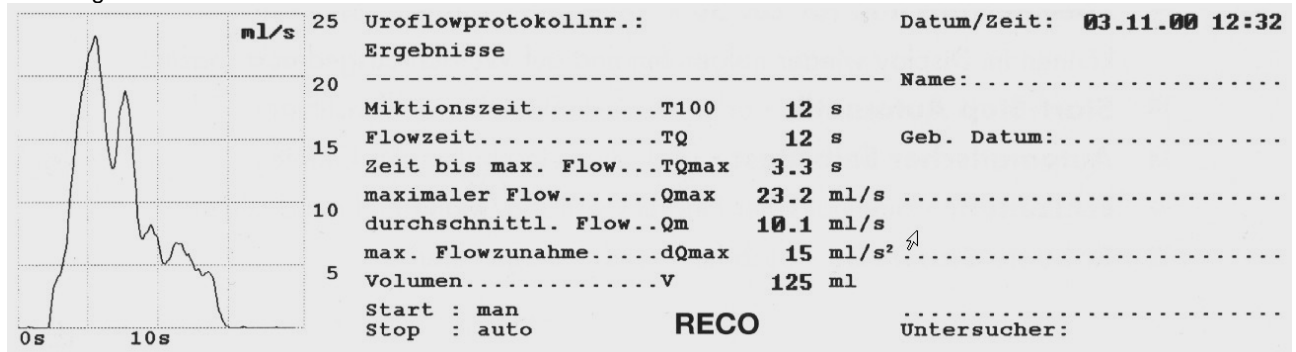 ml/s
25
20
15
10
5
0s 10s
Uroflowprotokollnr.:
Ergebnisse
Miktionszeit.........T100 12 s
Flowzeit.............TQ 12 s
Zeit bis max. Flow...TQmax 3.3 s
maximaler Flow.......Qmax 23.2 ml/s
durchschnittl. Flow..Qm 10.1 ml/s
max. Flowzunahme.....dQmax 15 ml/s²
Volumen..............V 125 ml
Start : man
Stop : auto
RECO
Datum/Zeit: 03.11.00 12:32
Name:
Geb. Datum:
Untersucher: